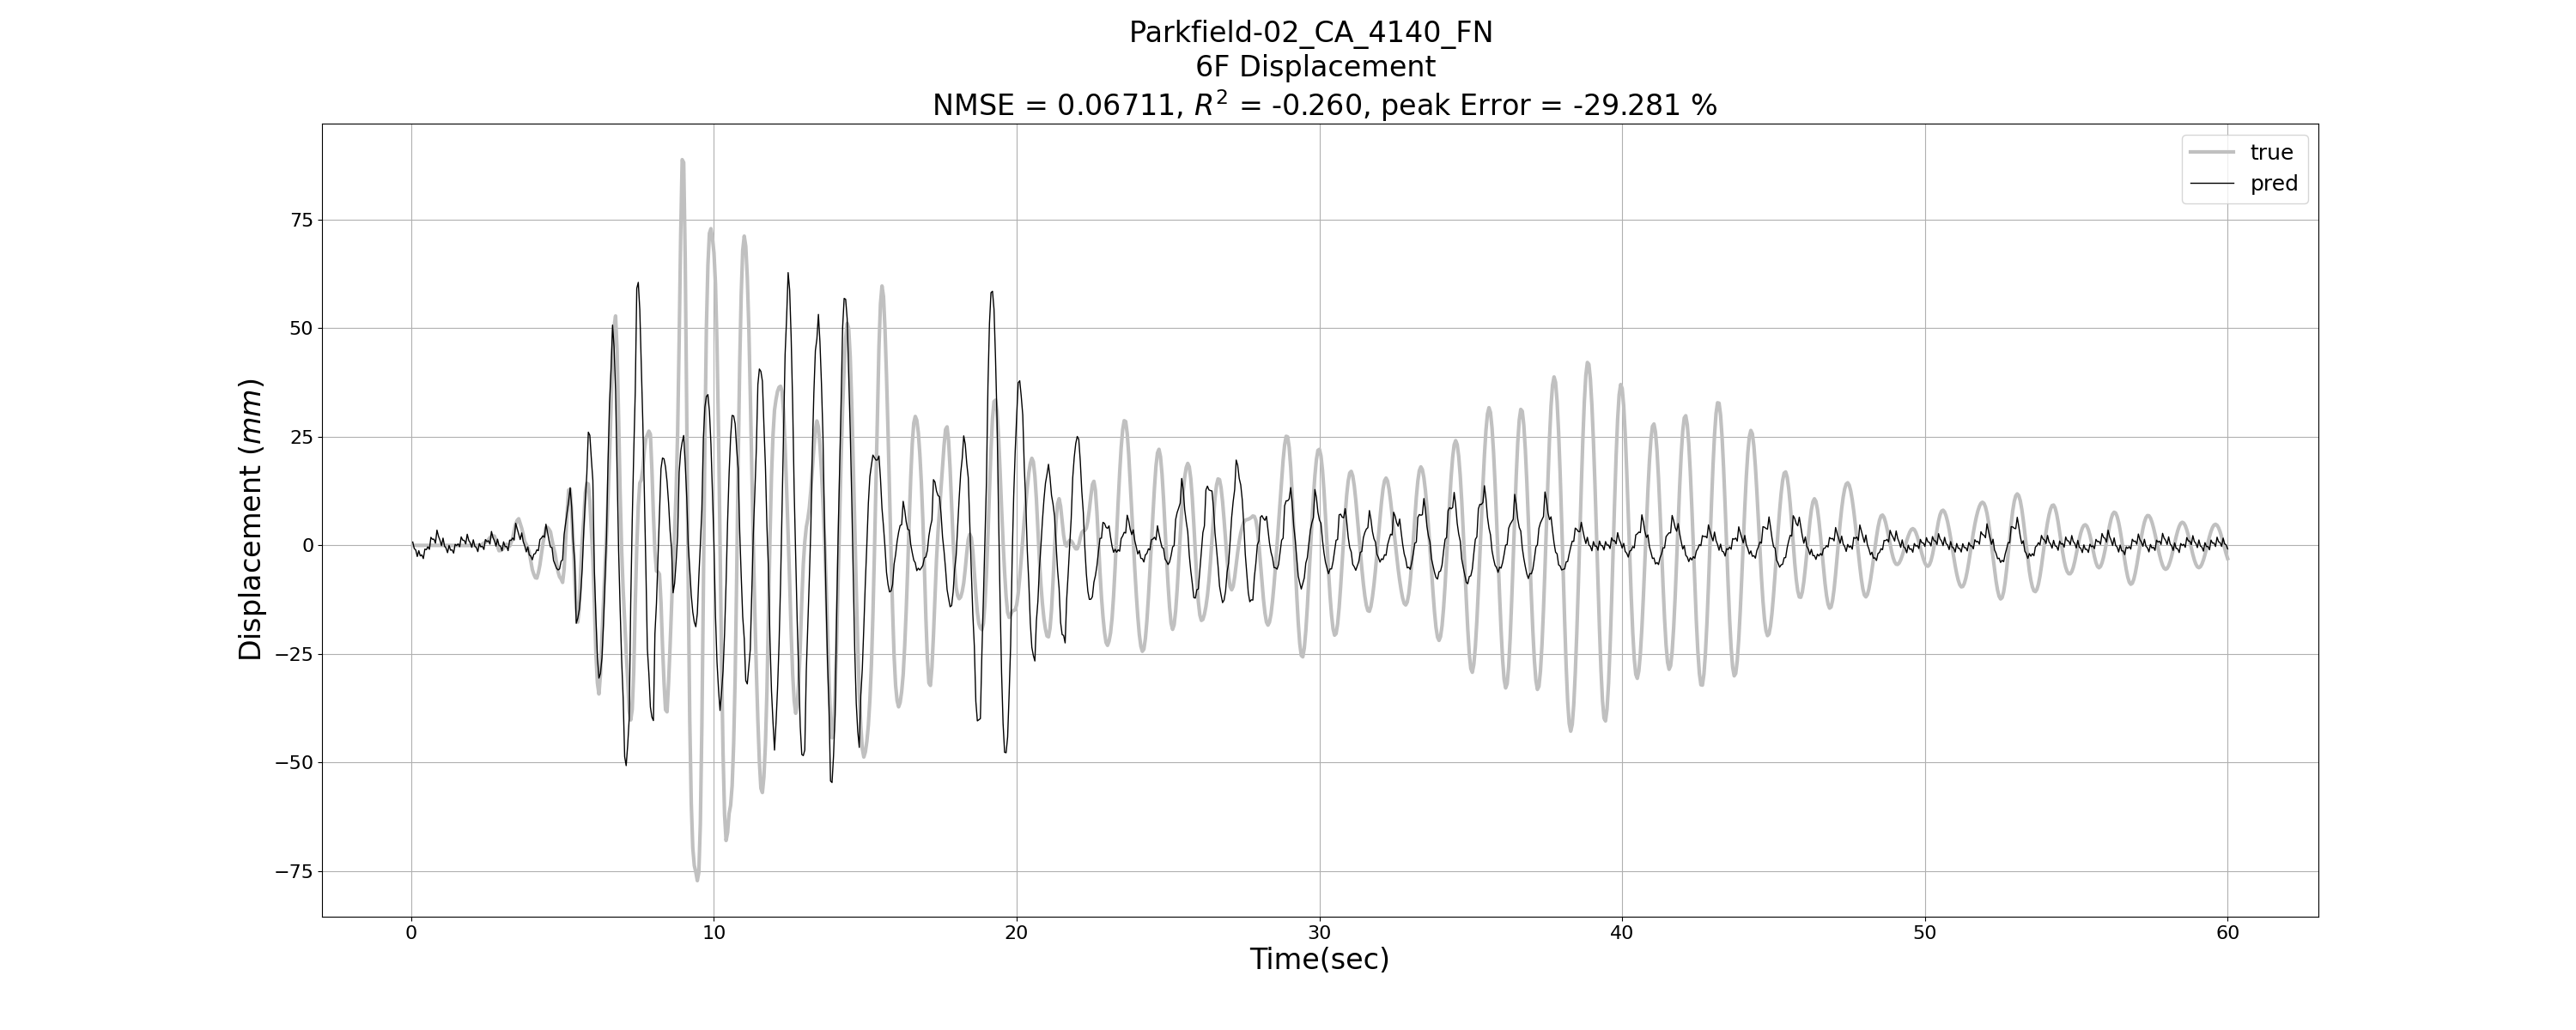 Parkfield-02_CA_4140_FN
6F Displacement
NMSE = 0.06711, R² = -0.260, peak Error = -29.281 %
true
pred
75
50
25
0
−25
−50
−75
Displacement (mm)
0 10 20 30 40 50 60
Time(sec)